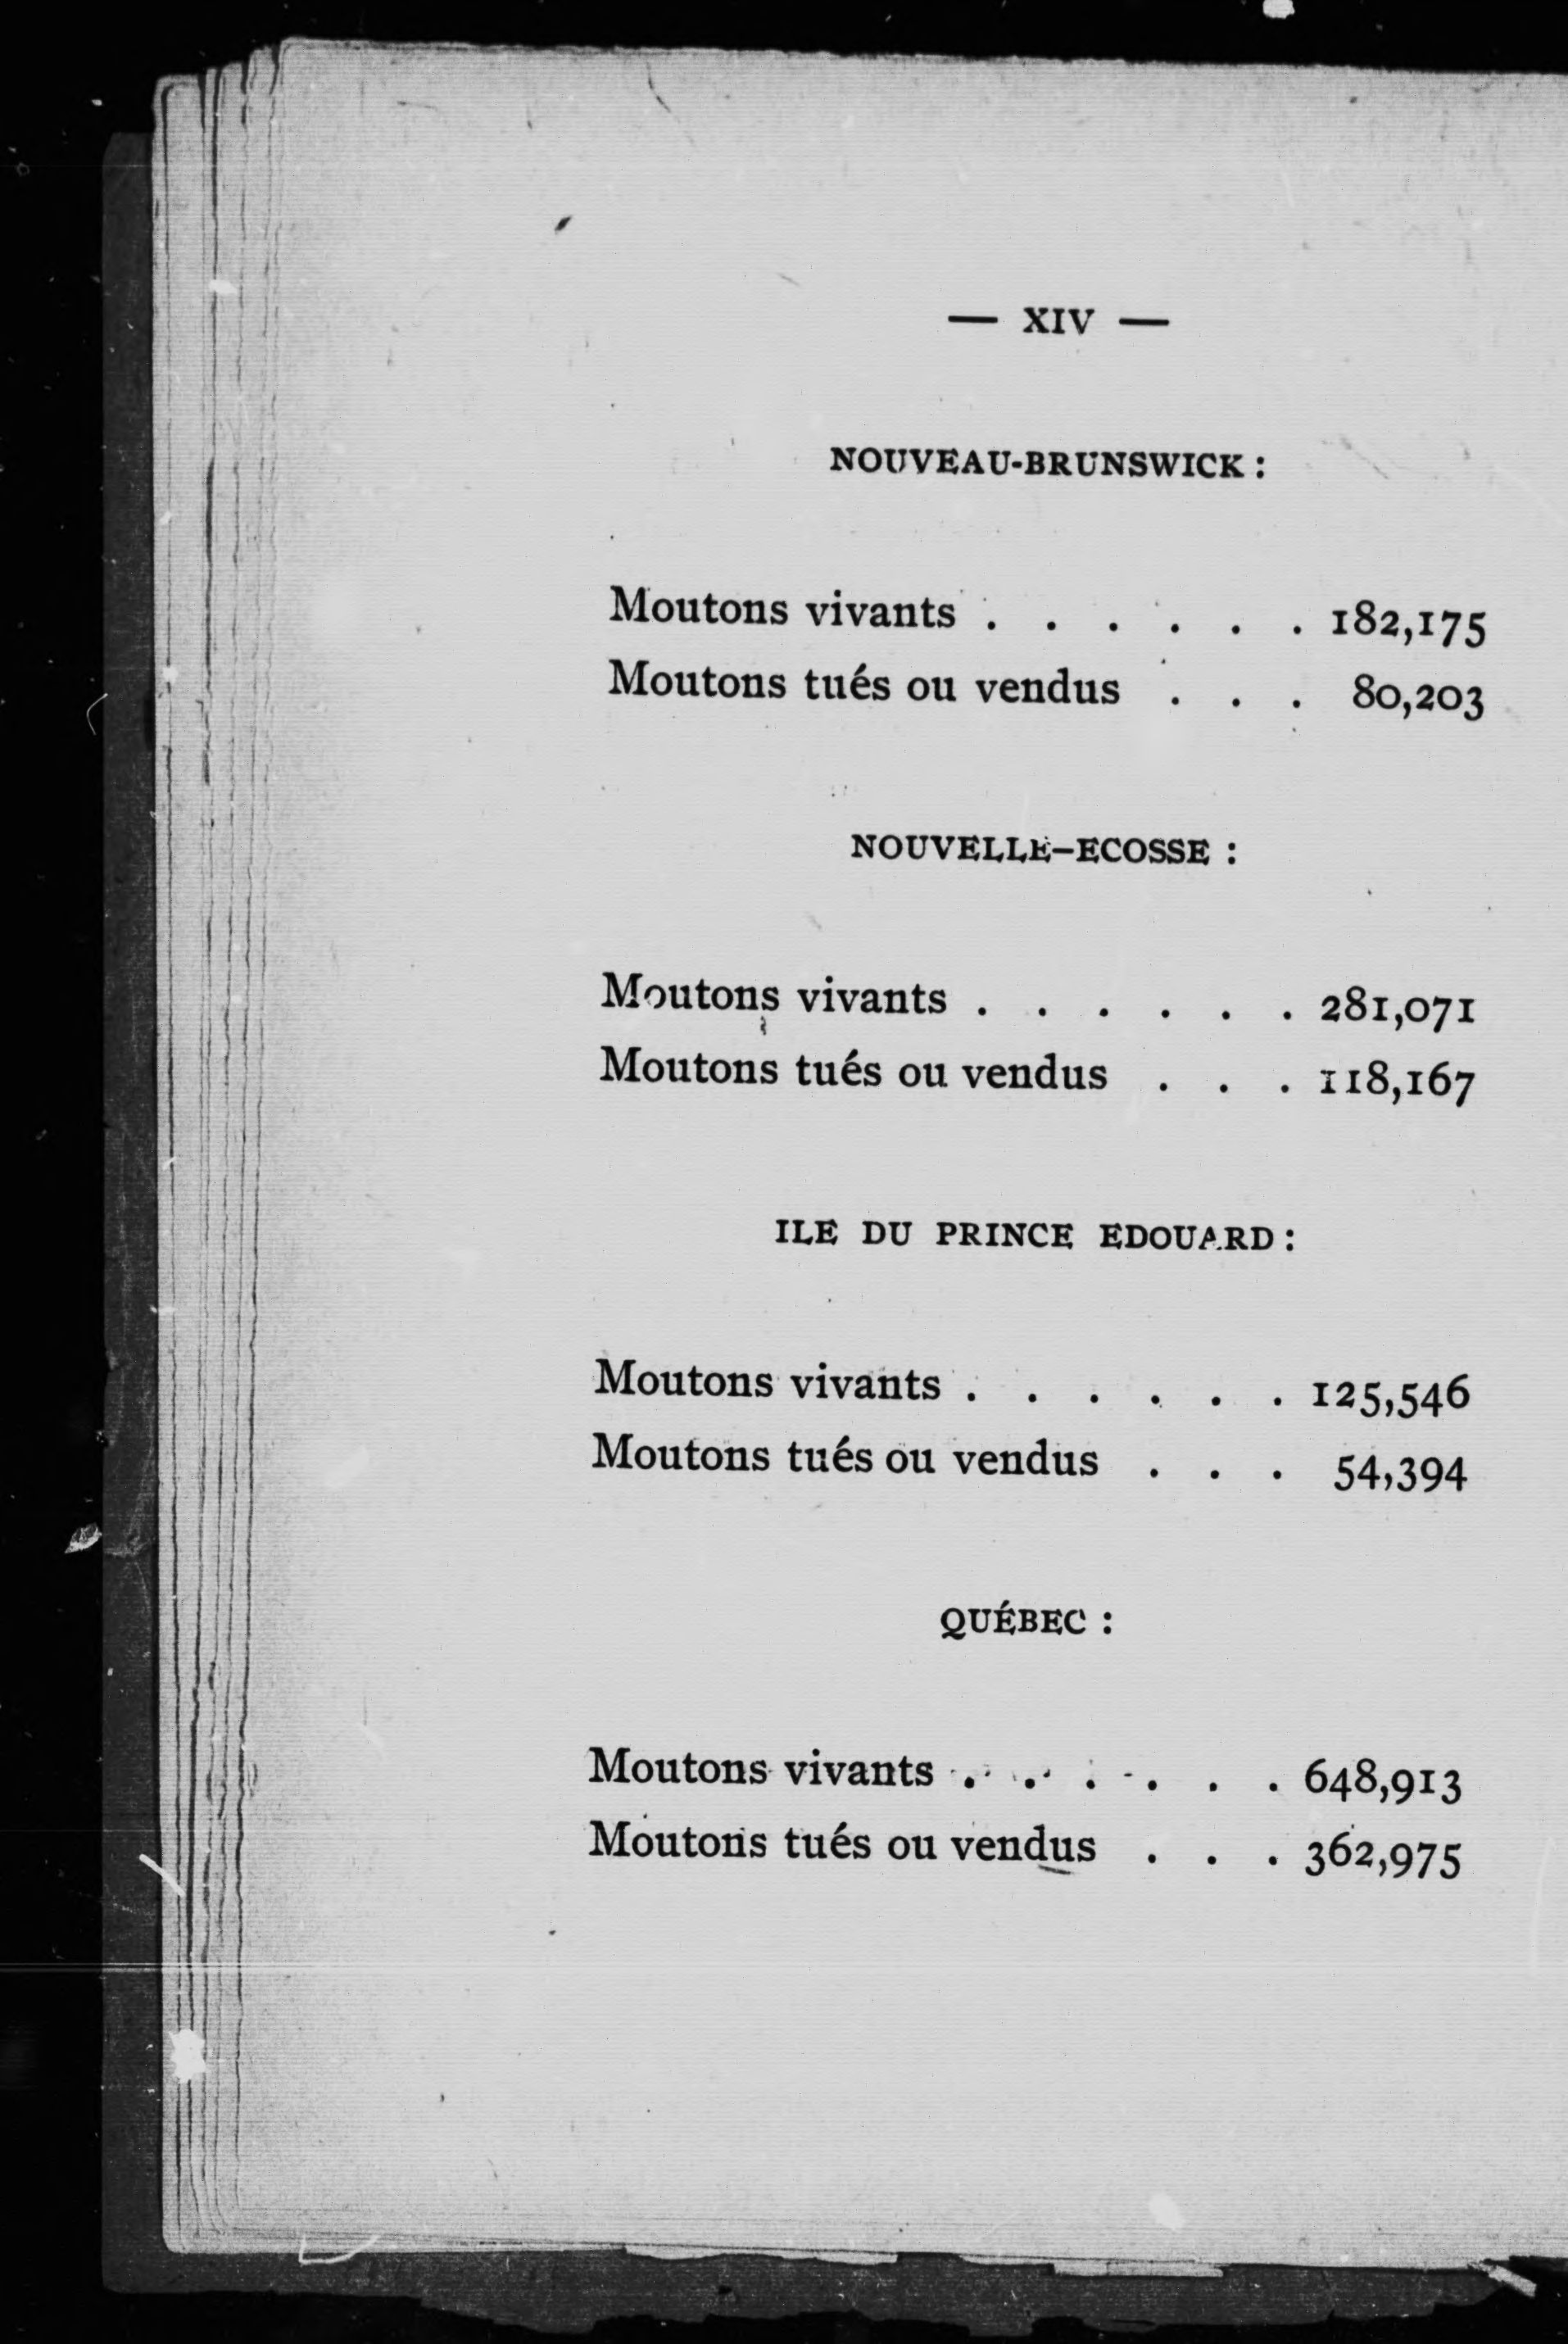 — XIV —
NOUVEAU-BRUNSWICK :
Moutons vivants . . . . . . 182,175
Moutons tués ou vendus . . . 80,203
NOUVELLE-ECOSSE :
Moutons vivants . . . . . . 281,071
Moutons tués ou vendus . . . 118,167
ILE DU PRINCE EDOUARD :
Moutons vivants . . . . . . 125,546
Moutons tués ou vendus . . . 54,394
QUÉBEC :
Moutons vivants . . . . . . 648,913
Moutons tués ou vendus . . . 362,975